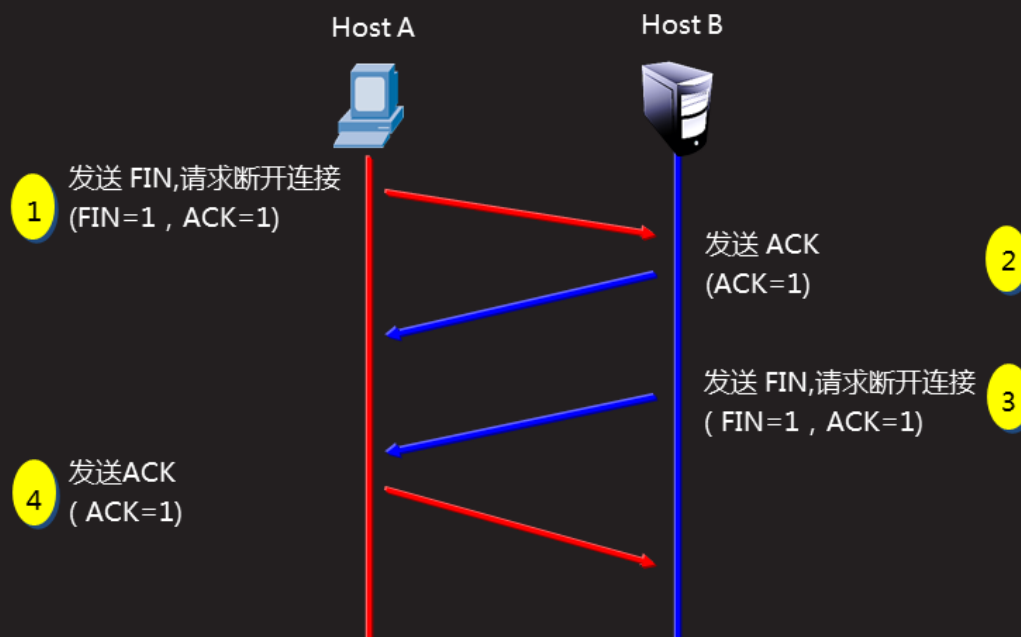 Host A
Host B
1
发送 FIN,请求断开连接
(FIN=1，ACK=1)
发送 ACK
(ACK=1)
2
发送 FIN,请求断开连接
( FIN=1，ACK=1)
3
4
发送ACK
( ACK=1)